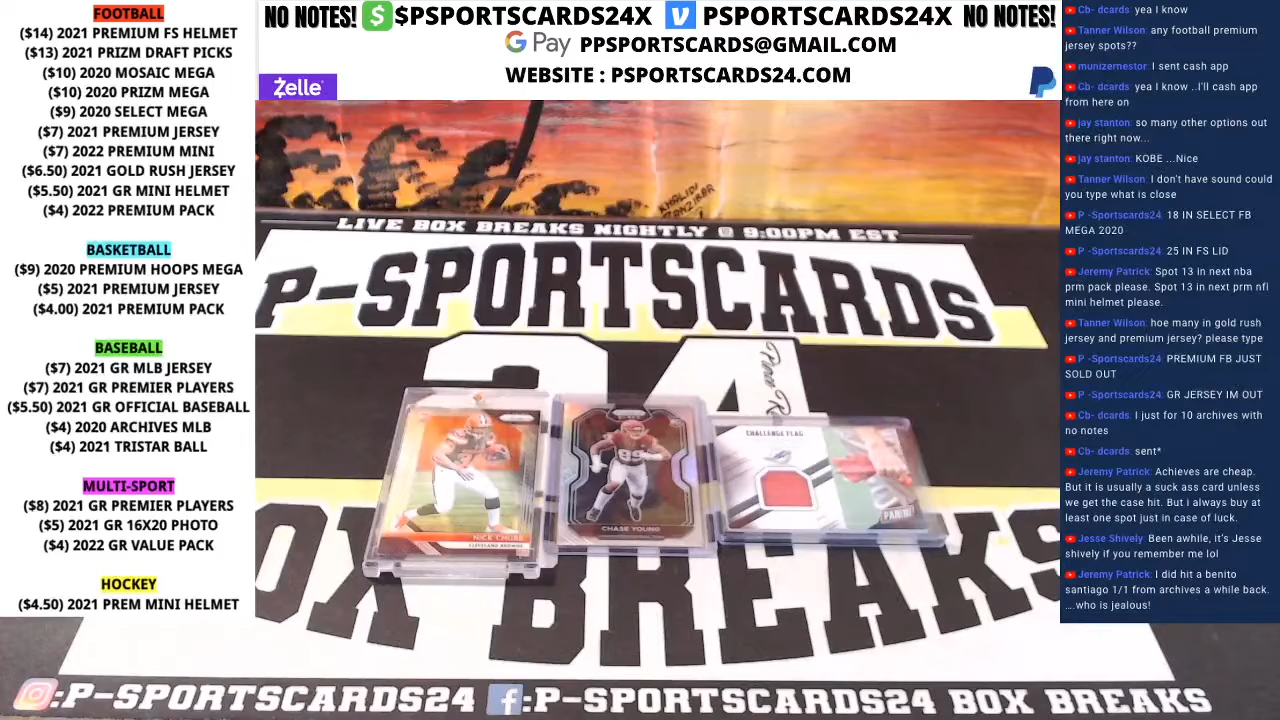 FOOTBALL
($14) 2021 PREMIUM FS HELMET
($13) 2021 PRIZM DRAFT PICKS
($10) 2020 MOSAIC MEGA
($10) 2020 PRIZM MEGA
($9) 2020 SELECT MEGA
($7) 2021 PREMIUM JERSEY
($7) 2022 PREMIUM MINI
($6.50) 2021 GOLD RUSH JERSEY
($5.50) 2021 GR MINI HELMET
($4) 2022 PREMIUM PACK
BASKETBALL
($9) 2020 PREMIUM HOOPS MEGA
($5) 2021 PREMIUM JERSEY
($4.00) 2021 PREMIUM PACK
BASEBALL
($7) 2021 GR MLB JERSEY
($7) 2021 GR PREMIER PLAYERS
($5.50) 2021 GR OFFICIAL BASEBALL
($4) 2020 ARCHIVES MLB
($4) 2021 TRISTAR BALL
MULTI-SPORT
($8) 2021 GR PREMIER PLAYERS
($5) 2021 GR 16X20 PHOTO
($4) 2022 GR VALUE PACK
HOCKEY
($4.50) 2021 PREM MINI HELMET
NO NOTES! $PSPORTSCARDS24X PSPORTSCARDS24X NO NOTES!
G Pay PPSPORTSCARDS@GMAIL.COM
WEBSITE : PSPORTSCARDS24.COM
Zelle
LIVE BOX BREAKS NIGHTLY @ 9:00PM EST
P-SPORTSCARDS
24
BOX BREAKS
PRIZM
NICK CHUBB
CLEVELAND BROWNS
CHASE YOUNG
CHALLENGE FLAG
PANINI
:P-SPORTSCARDS24 :P-SPORTSCARDS24 BOX BREAKS
Cb- dcards: yea I know
Tanner Wilson: any football premium
jersey spots??
munizernestor: I sent cash app
Cb- dcards: yea I know ..I'll cash app
from here on
jay stanton: so many other options out
there right now...
jay stanton: KOBE ...Nice
Tanner Wilson: I don't have sound could
you type what is close
P -Sportscards24: 18 IN SELECT FB
MEGA 2020
P -Sportscards24: 25 IN FS LID
Jeremy Patrick: Spot 13 in next nba
prm pack please. Spot 13 in next prm nfl
mini helmet please.
Tanner Wilson: hoe many in gold rush
jersey and premium jersey? please type
P -Sportscards24: PREMIUM FB JUST
SOLD OUT
P -Sportscards24: GR JERSEY IM OUT
Cb- dcards: I just for 10 archives with
no notes
Cb- dcards: sent*
Jeremy Patrick: Achieves are cheap.
But it is usually a suck ass card unless
we get the case hit. But i always buy at
least one spot just in case of luck.
Jesse Shively: Been awhile, it's Jesse
shively if you remember me lol
Jeremy Patrick: I did hit a benito
santiago 1/1 from archives a while back.
....who is jealous!